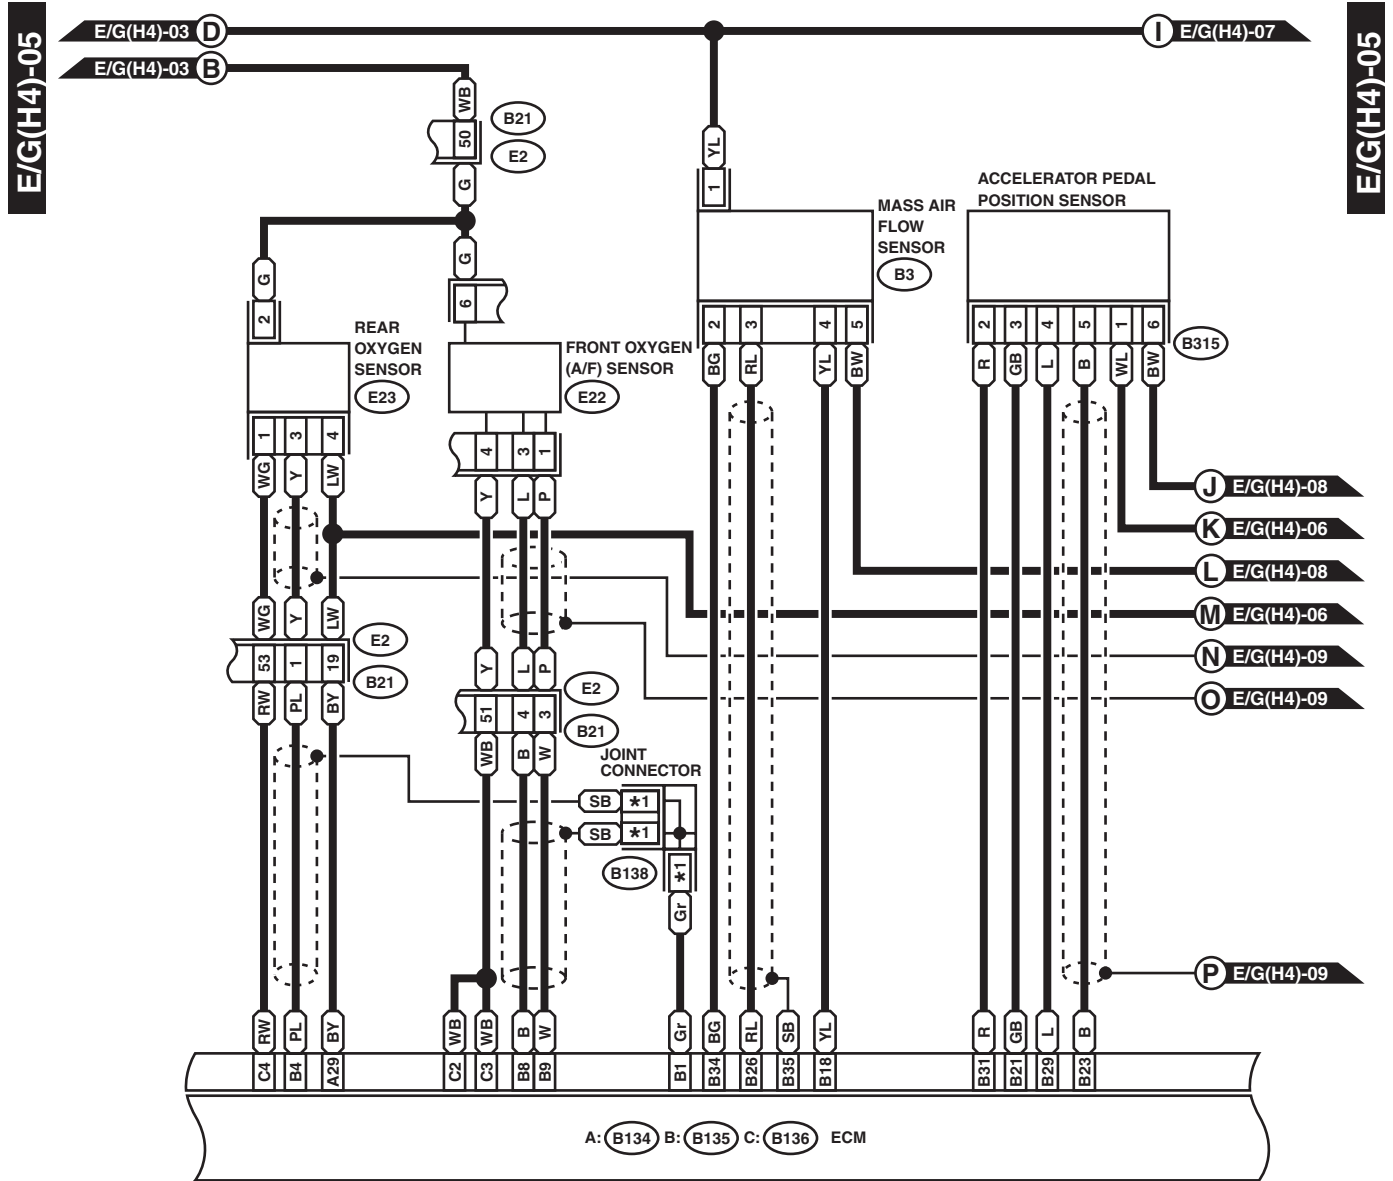 E/G(H4)-05
E/G(H4)-03 D
I E/G(H4)-07
E/G(H4)-05
E/G(H4)-03 B
WB
50
B21
E2
G
YL
1
G
G
6
2
MASS AIR
FLOW
SENSOR
B3
ACCELERATOR PEDAL
POSITION SENSOR
REAR
OXYGEN
SENSOR
E23
FRONT OXYGEN
(A/F) SENSOR
E22
2 3 4 5
BG RL YL BW
2 3 4 5 1 6
B315
R GB L B WL BW
1 3 4
WG Y LW
4 3 1
Y L P
J E/G(H4)-08
K E/G(H4)-06
L E/G(H4)-08
M E/G(H4)-06
N E/G(H4)-09
O E/G(H4)-09
WG Y LW
E2
53 1 19
B21
RW PL BY
Y L P
E2
51 4 3
B21
WB B W
JOINT
CONNECTOR
SB *1
SB *1
B138
*1
Gr
P E/G(H4)-09
RW PL BY WB WB B W Gr BG RL SB YL R GB L B
C4 B4 A29 C2 C3 B8 B9 B1 B34 B26 B35 B18 B31 B21 B29 B23
A: B134 B: B135 C: B136 ECM